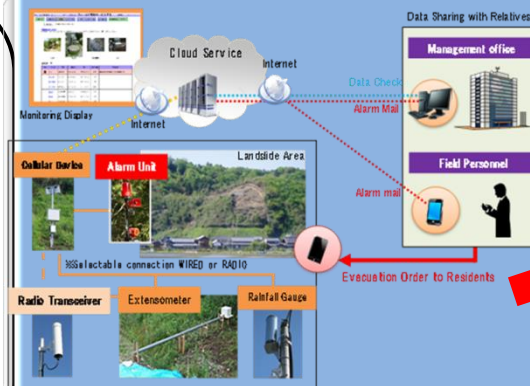 Data Sharing with Relatives
Cloud Service
Internet
Management office
Data Check
Alarm Mail
Monitoring Display
Internet
Cellular Device
Alarm Unit
Landslide Area
Field Personnel
Alarm mail
※Selectable connection WIRED or RADIO
Evacuation Order to Residents
Radio Transceiver
Extensometer
Rainfall Gauge